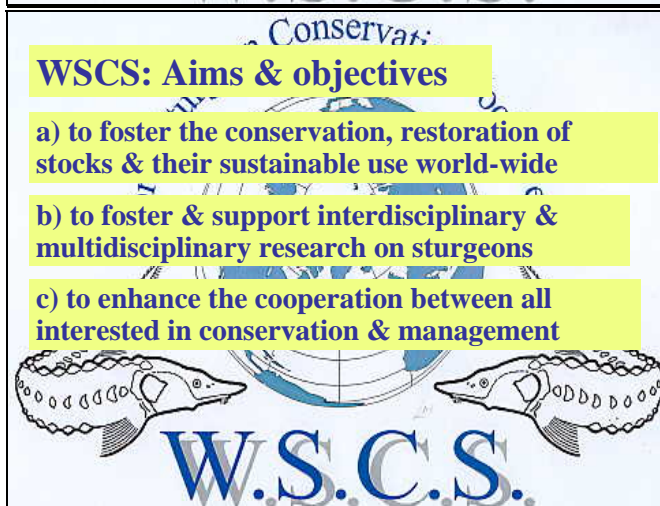 Conservati
WSCS: Aims & objectives
a) to foster the conservation, restoration of
stocks & their sustainable use world-wide
b) to foster & support interdisciplinary &
multidisciplinary research on sturgeons
c) to enhance the cooperation between all
interested in conservation & management
W.S.C.S.